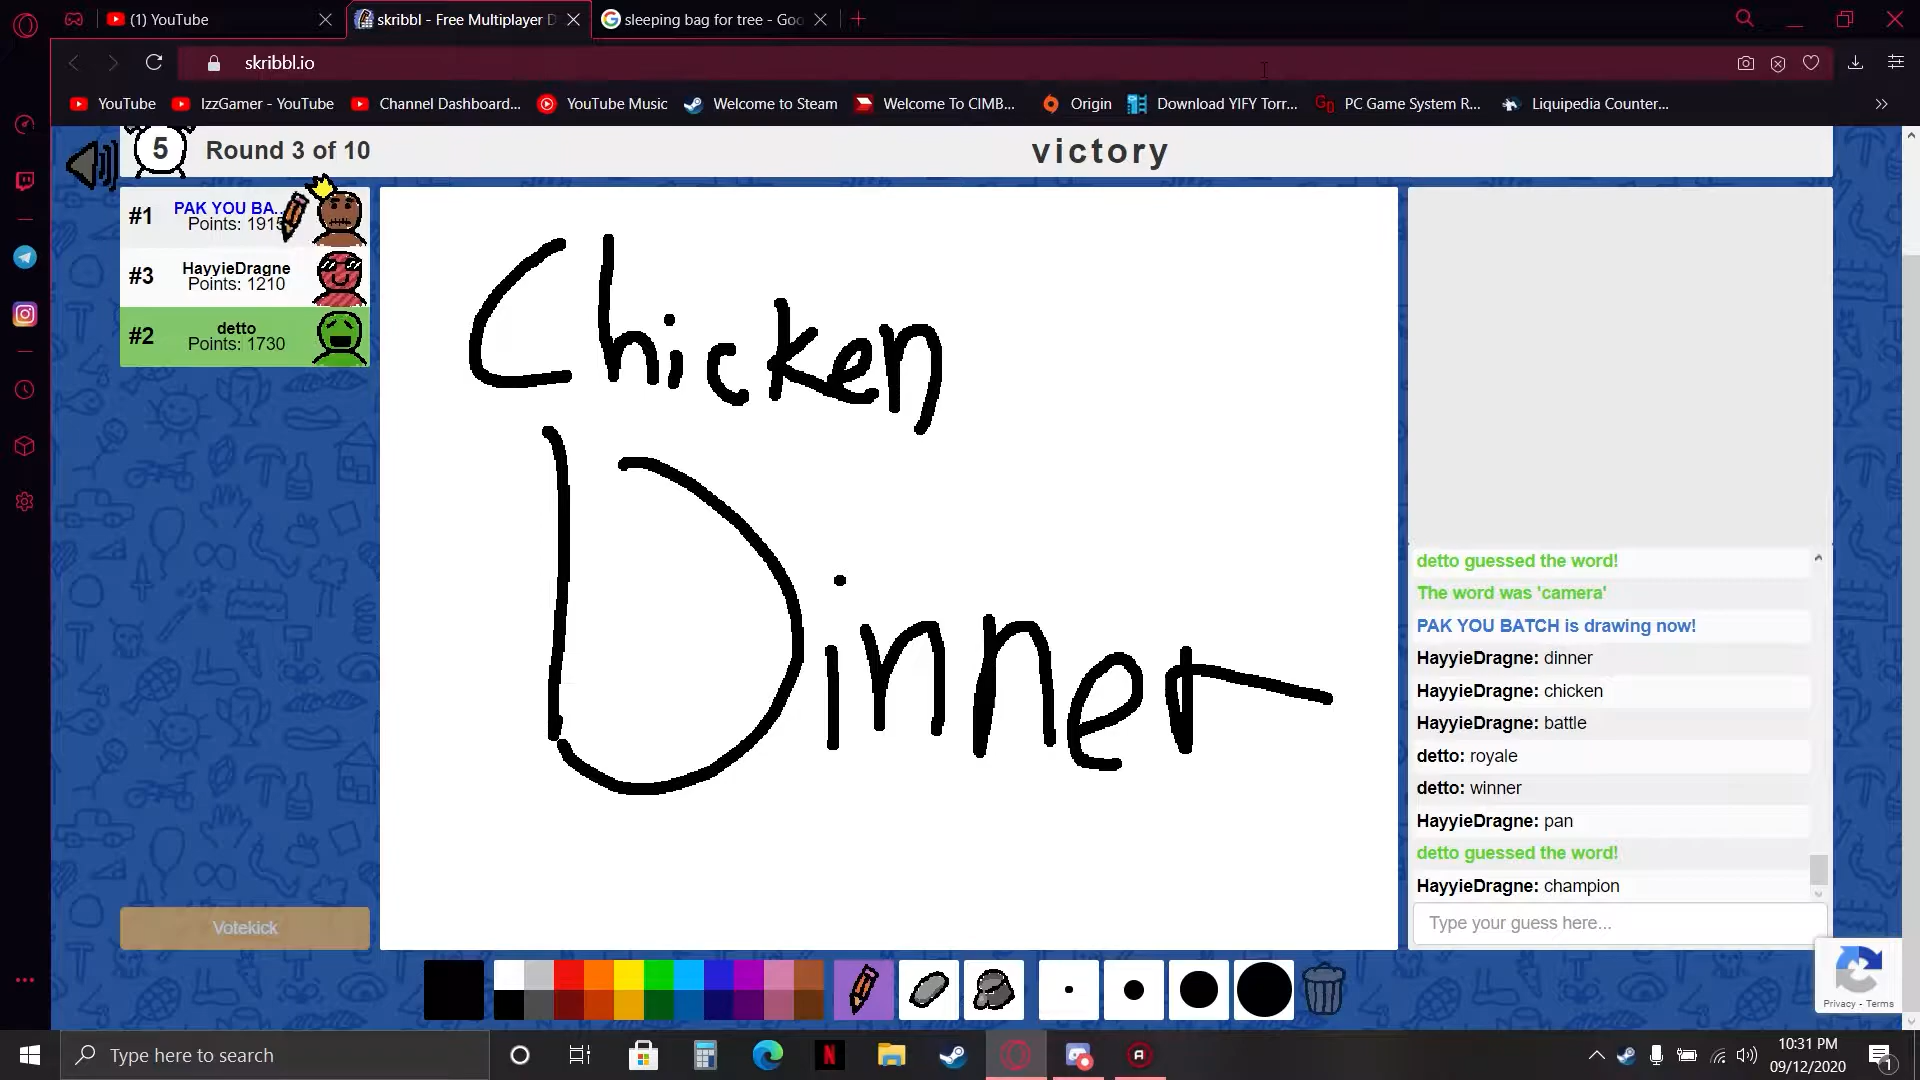 (1) YouTube
skribbl - Free Multiplayer D
sleeping bag for tree - Goo
skribbl.io
YouTube
IzzGamer - YouTube
Channel Dashboard...
YouTube Music
Welcome to Steam
Welcome To CIMB...
Origin
Download YIFY Torr...
PC Game System R...
Liquipedia Counter...
5
Round 3 of 10
victory
#1
PAK YOU BA...
Points: 1915
#3
HayyieDragne
Points: 1210
#2
detto
Points: 1730
Votekick
Chicken
Dinner
detto guessed the word!
The word was 'camera'
PAK YOU BATCH is drawing now!
HayyieDragne: dinner
HayyieDragne: chicken
HayyieDragne: battle
detto: royale
detto: winner
HayyieDragne: pan
detto guessed the word!
HayyieDragne: champion
Type your guess here...
Privacy - Terms
Type here to search
10:31 PM
09/12/2020
1